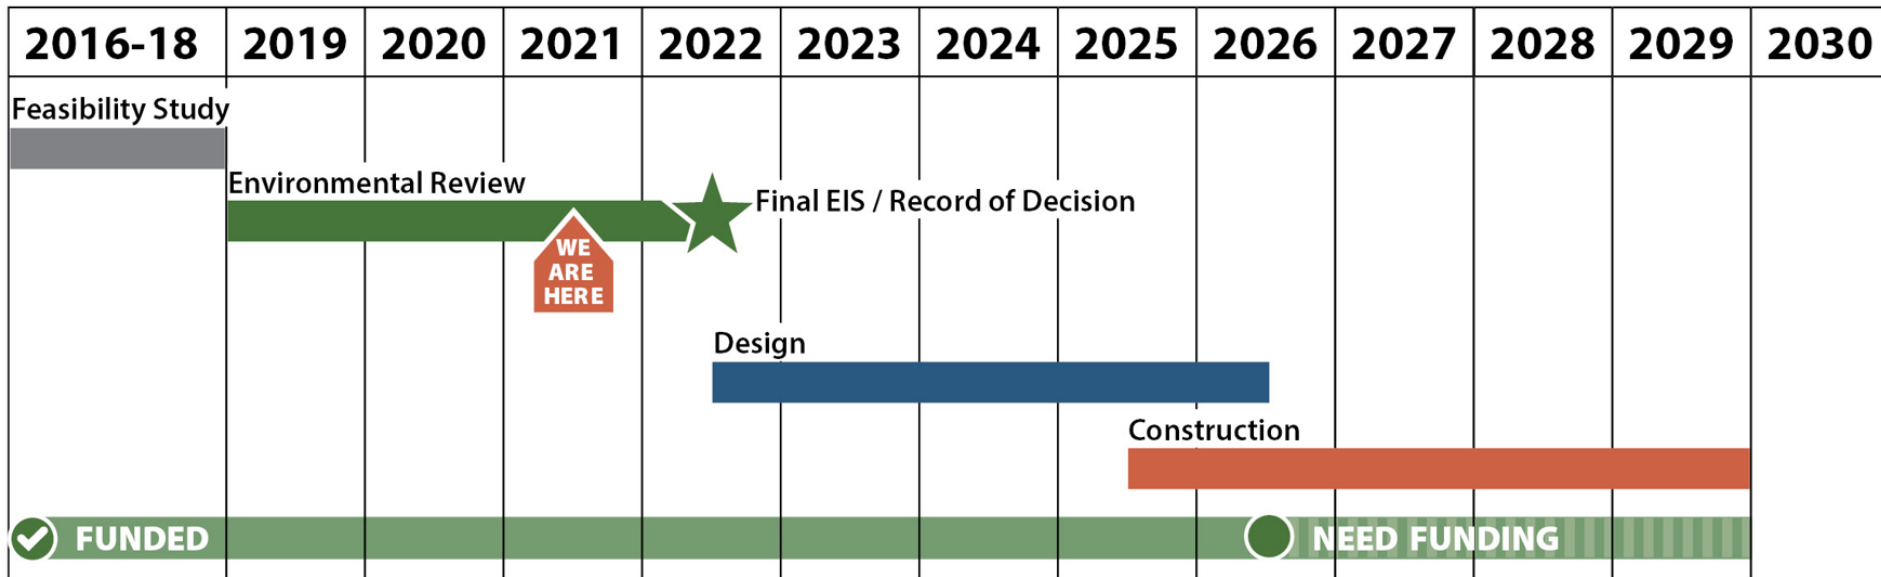 2016-18 2019 2020 2021 2022 2023 2024 2025 2026 2027 2028 2029 2030
Feasibility Study
Environmental Review
Final EIS / Record of Decision
WE
ARE
HERE
Design
Construction
FUNDED
NEED FUNDING